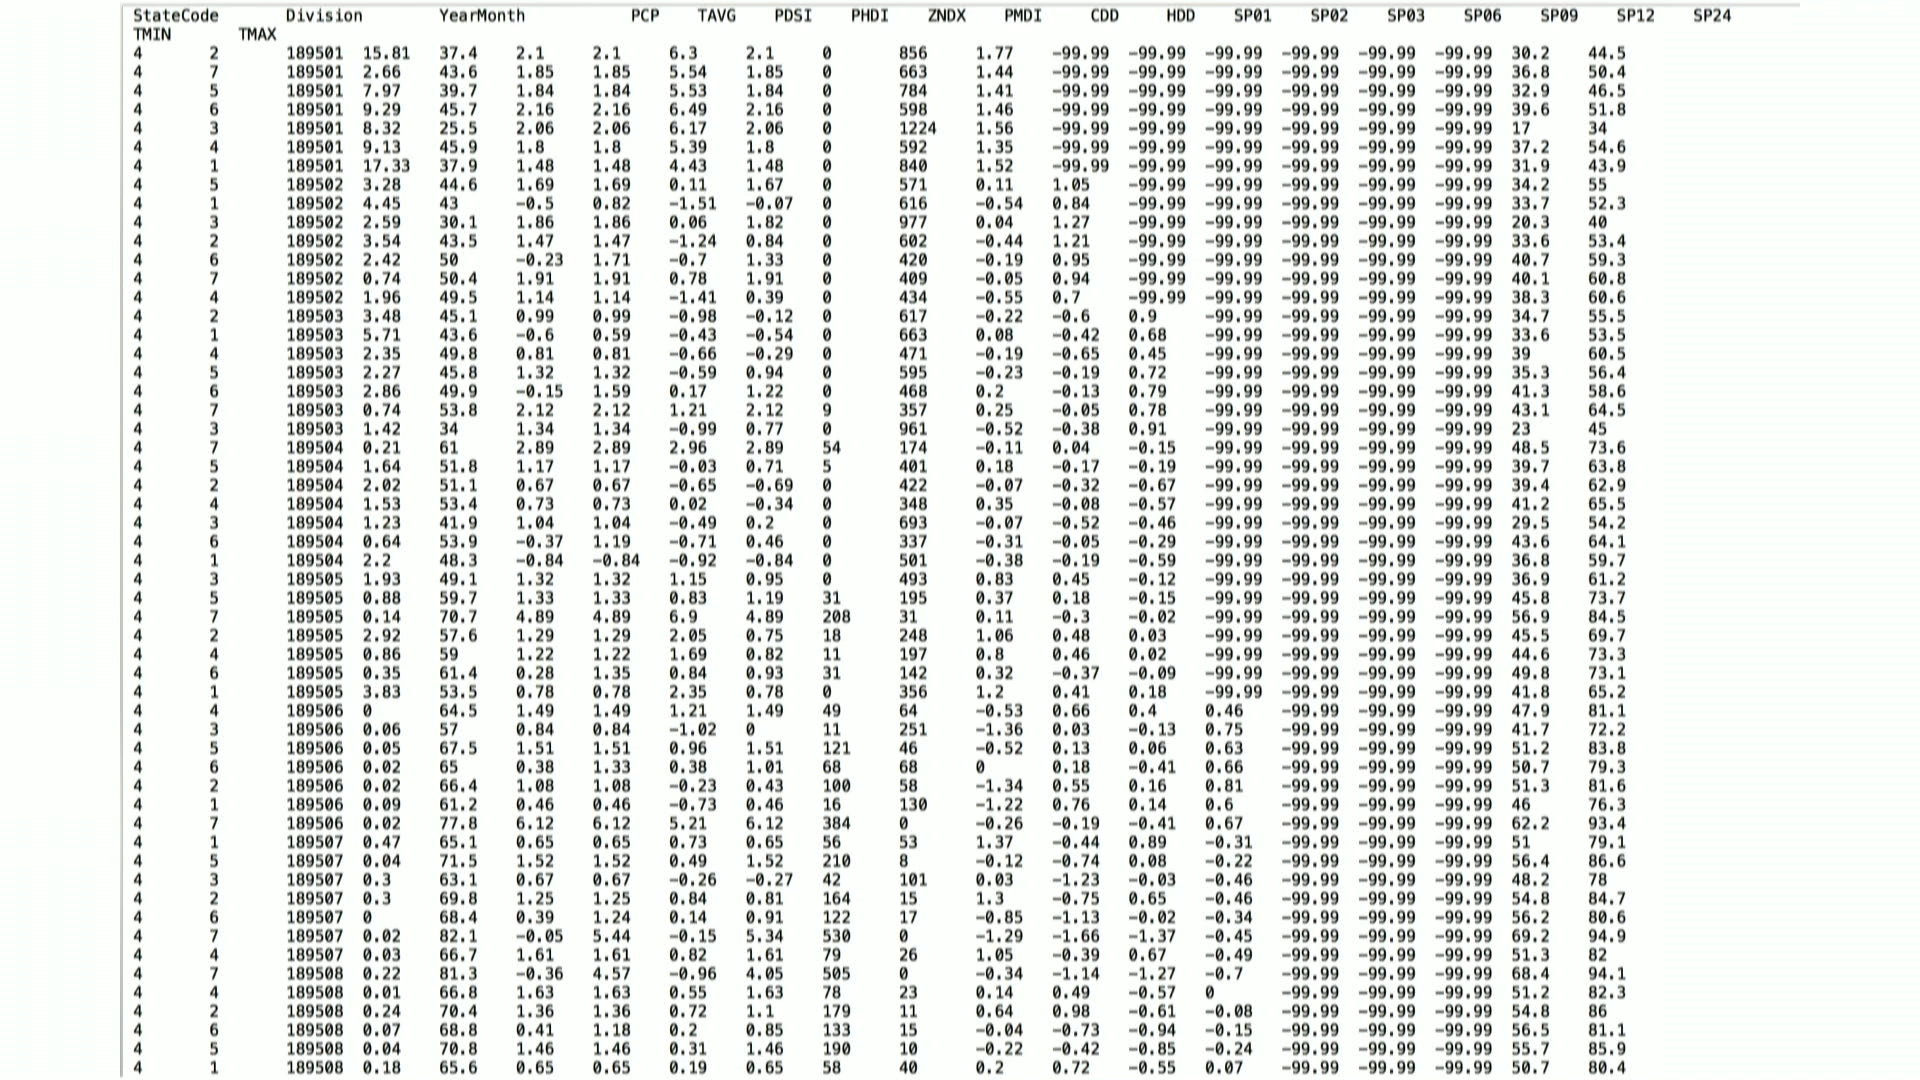 StateCode Division YearMonth PCP TAVG PDSI PHDI ZNDX PMDI CDD HDD SP01 SP02 SP03 SP06 SP09 SP12 SP24
TMIN TMAX
4 2 189501 15.81 37.4 2.1 2.1 6.3 2.1 0 856 1.77 -99.99 -99.99 -99.99 -99.99 -99.99 -99.99 30.2 44.5
4 7 189501 2.66 43.6 1.85 1.85 5.54 1.85 0 663 1.44 -99.99 -99.99 -99.99 -99.99 -99.99 -99.99 36.8 50.4
4 5 189501 7.97 39.7 1.84 1.84 5.53 1.84 0 784 1.41 -99.99 -99.99 -99.99 -99.99 -99.99 -99.99 32.9 46.5
4 6 189501 9.29 45.7 2.16 2.16 6.49 2.16 0 598 1.46 -99.99 -99.99 -99.99 -99.99 -99.99 -99.99 39.6 51.8
4 3 189501 8.32 25.5 2.06 2.06 6.17 2.06 0 1224 1.56 -99.99 -99.99 -99.99 -99.99 -99.99 -99.99 17 34
4 4 189501 9.13 45.9 1.8 1.8 5.39 1.8 0 592 1.35 -99.99 -99.99 -99.99 -99.99 -99.99 -99.99 37.2 54.6
4 1 189501 17.33 37.9 1.48 1.48 4.43 1.48 0 840 1.52 -99.99 -99.99 -99.99 -99.99 -99.99 -99.99 31.9 43.9
4 5 189502 3.28 44.6 1.69 1.69 0.11 1.67 0 571 0.11 1.05 -99.99 -99.99 -99.99 -99.99 -99.99 34.2 55
4 1 189502 4.45 43 -0.5 0.82 -1.51 -0.07 0 616 -0.54 0.84 -99.99 -99.99 -99.99 -99.99 -99.99 33.7 52.3
4 3 189502 2.59 30.1 1.86 1.86 0.06 1.82 0 977 0.04 1.27 -99.99 -99.99 -99.99 -99.99 -99.99 20.3 40
4 2 189502 3.54 43.5 1.47 1.47 -1.24 0.84 0 602 -0.44 1.21 -99.99 -99.99 -99.99 -99.99 -99.99 33.6 53.4
4 6 189502 2.42 50 -0.23 1.71 -0.7 1.33 0 420 -0.19 0.95 -99.99 -99.99 -99.99 -99.99 -99.99 40.7 59.3
4 7 189502 0.74 50.4 1.91 1.91 0.78 1.91 0 409 -0.05 0.94 -99.99 -99.99 -99.99 -99.99 -99.99 40.1 60.8
4 4 189502 1.96 49.5 1.14 1.14 -1.41 0.39 0 434 -0.55 0.7 -99.99 -99.99 -99.99 -99.99 -99.99 38.3 60.6
4 2 189503 3.48 45.1 0.99 0.99 -0.98 -0.12 0 617 -0.22 -0.6 0.9 -99.99 -99.99 -99.99 -99.99 34.7 55.5
4 1 189503 5.71 43.6 -0.6 0.59 -0.43 -0.54 0 663 0.08 -0.42 0.68 -99.99 -99.99 -99.99 -99.99 33.6 53.5
4 4 189503 2.35 49.8 0.81 0.81 -0.66 -0.29 0 471 -0.19 -0.65 0.45 -99.99 -99.99 -99.99 -99.99 39 60.5
4 5 189503 2.27 45.8 1.32 1.32 -0.59 0.94 0 595 -0.23 -0.19 0.72 -99.99 -99.99 -99.99 -99.99 35.3 56.4
4 6 189503 2.86 49.9 -0.15 1.59 0.17 1.22 0 468 0.2 -0.13 0.79 -99.99 -99.99 -99.99 -99.99 41.3 58.6
4 7 189503 0.74 53.8 2.12 2.12 1.21 2.12 9 357 0.25 -0.05 0.78 -99.99 -99.99 -99.99 -99.99 43.1 64.5
4 3 189503 1.42 34 1.34 1.34 -0.99 0.77 0 961 -0.52 -0.38 0.91 -99.99 -99.99 -99.99 -99.99 23 45
4 7 189504 0.21 61 2.89 2.89 2.96 2.89 54 174 -0.11 0.04 -0.15 -99.99 -99.99 -99.99 -99.99 48.5 73.6
4 5 189504 1.64 51.8 1.17 1.17 -0.03 0.71 5 401 0.18 -0.17 -0.19 -99.99 -99.99 -99.99 -99.99 39.7 63.8
4 2 189504 2.02 51.1 0.67 0.67 -0.65 -0.69 0 422 -0.07 -0.32 -0.67 -99.99 -99.99 -99.99 -99.99 39.4 62.9
4 4 189504 1.53 53.4 0.73 0.73 0.02 -0.34 0 348 0.35 -0.08 -0.57 -99.99 -99.99 -99.99 -99.99 41.2 65.5
4 3 189504 1.23 41.9 1.04 1.04 -0.49 0.2 0 693 -0.07 -0.52 -0.46 -99.99 -99.99 -99.99 -99.99 29.5 54.2
4 6 189504 0.64 53.9 -0.37 1.19 -0.71 0.46 0 337 -0.31 -0.05 -0.29 -99.99 -99.99 -99.99 -99.99 43.6 64.1
4 1 189504 2.2 48.3 -0.84 -0.84 -0.92 -0.84 0 501 -0.38 -0.19 -0.59 -99.99 -99.99 -99.99 -99.99 36.8 59.7
4 3 189505 1.93 49.1 1.32 1.32 1.15 0.95 0 493 0.83 0.45 -0.12 -99.99 -99.99 -99.99 -99.99 36.9 61.2
4 5 189505 0.88 59.7 1.33 1.33 0.83 1.19 31 195 0.37 0.18 -0.15 -99.99 -99.99 -99.99 -99.99 45.8 73.7
4 7 189505 0.14 70.7 4.89 4.89 6.9 4.89 208 31 0.11 -0.3 -0.02 -99.99 -99.99 -99.99 -99.99 56.9 84.5
4 2 189505 2.92 57.6 1.29 1.29 2.05 0.75 18 248 1.06 0.48 0.03 -99.99 -99.99 -99.99 -99.99 45.5 69.7
4 4 189505 0.86 59 1.22 1.22 1.69 0.82 11 197 0.8 0.46 0.02 -99.99 -99.99 -99.99 -99.99 44.6 73.3
4 6 189505 0.35 61.4 0.28 1.35 0.84 0.93 31 142 0.32 -0.37 -0.09 -99.99 -99.99 -99.99 -99.99 49.8 73.1
4 1 189505 3.83 53.5 0.78 0.78 2.35 0.78 0 356 1.2 0.41 0.18 -99.99 -99.99 -99.99 -99.99 41.8 65.2
4 4 189506 0 64.5 1.49 1.49 1.21 1.49 49 64 -0.53 0.66 0.4 0.46 -99.99 -99.99 -99.99 47.9 81.1
4 3 189506 0.06 57 0.84 0.84 -1.02 0 11 251 -1.36 0.03 -0.13 0.75 -99.99 -99.99 -99.99 41.7 72.2
4 5 189506 0.05 67.5 1.51 1.51 0.96 1.51 121 46 -0.52 0.13 0.06 0.63 -99.99 -99.99 -99.99 51.2 83.8
4 6 189506 0.02 65 0.38 1.33 0.38 1.01 68 68 0 0.18 -0.41 0.66 -99.99 -99.99 -99.99 50.7 79.3
4 2 189506 0.02 66.4 1.08 1.08 -0.23 0.43 100 58 -1.34 0.55 0.16 0.81 -99.99 -99.99 -99.99 51.3 81.6
4 1 189506 0.09 61.2 0.46 0.46 -0.73 0.46 16 130 -1.22 0.76 0.14 0.6 -99.99 -99.99 -99.99 46 76.3
4 7 189506 0.02 77.8 6.12 6.12 5.21 6.12 384 0 -0.26 -0.19 -0.41 0.67 -99.99 -99.99 -99.99 62.2 93.4
4 1 189507 0.47 65.1 0.65 0.65 0.73 0.65 56 53 1.37 -0.44 0.89 -0.31 -99.99 -99.99 -99.99 51 79.1
4 5 189507 0.04 71.5 1.52 1.52 0.49 1.52 210 8 -0.12 -0.74 0.08 -0.22 -99.99 -99.99 -99.99 56.4 86.6
4 3 189507 0.3 63.1 0.67 0.67 -0.26 -0.27 42 101 0.03 -1.23 -0.03 -0.46 -99.99 -99.99 -99.99 48.2 78
4 2 189507 0.3 69.8 1.25 1.25 0.84 0.81 164 15 1.3 -0.75 0.65 -0.46 -99.99 -99.99 -99.99 54.8 84.7
4 6 189507 0 68.4 0.39 1.24 0.14 0.91 122 17 -0.85 -1.13 -0.02 -0.34 -99.99 -99.99 -99.99 56.2 80.6
4 7 189507 0.02 82.1 -0.05 5.44 -0.15 5.34 530 0 -1.29 -1.66 -1.37 -0.45 -99.99 -99.99 -99.99 69.2 94.9
4 4 189507 0.03 66.7 1.61 1.61 0.82 1.61 79 26 1.05 -0.39 0.67 -0.49 -99.99 -99.99 -99.99 51.3 82
4 7 189508 0.22 81.3 -0.36 4.57 -0.96 4.05 505 0 -0.34 -1.14 -1.27 -0.7 -99.99 -99.99 -99.99 68.4 94.1
4 4 189508 0.01 66.8 1.63 1.63 0.55 1.63 78 23 0.14 0.49 -0.57 0 -99.99 -99.99 -99.99 51.2 82.3
4 2 189508 0.24 70.4 1.36 1.36 0.72 1.1 179 11 0.64 0.98 -0.61 -0.08 -99.99 -99.99 -99.99 54.8 86
4 6 189508 0.07 68.8 0.41 1.18 0.2 0.85 133 15 -0.04 -0.73 -0.94 -0.15 -99.99 -99.99 -99.99 56.5 81.1
4 5 189508 0.04 70.8 1.46 1.46 0.31 1.46 190 10 -0.22 -0.42 -0.85 -0.24 -99.99 -99.99 -99.99 55.7 85.9
4 1 189508 0.18 65.6 0.65 0.65 0.19 0.65 58 40 0.2 0.72 -0.55 0.07 -99.99 -99.99 -99.99 50.7 80.4